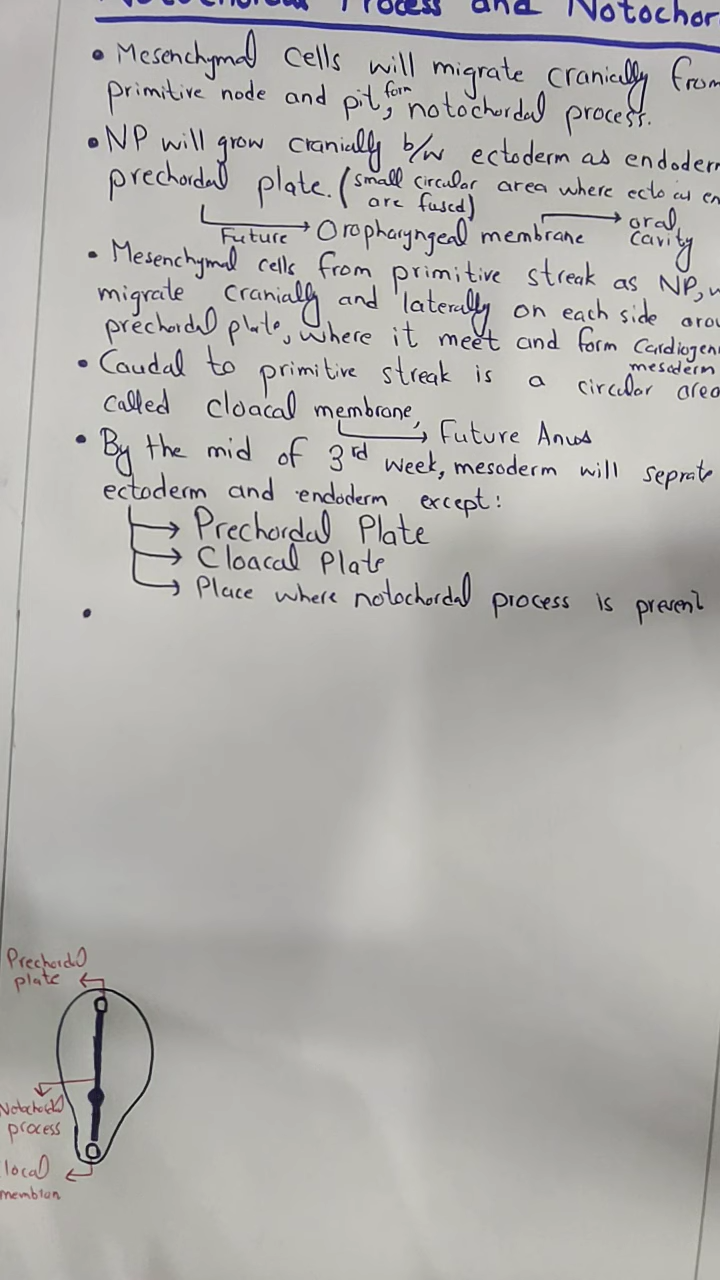 Process and Notochor
• Mesenchymal cells will migrate cranially from
primitive node and pit, form notochordal process.
• NP will grow cranially b/w ectoderm as endoder
prechordal plate. (small circular area where ecto as en
are fused)
Future → Oropharyngeal membrane → oral
cavity
• Mesenchymal cells from primitive streak as NP,
migrate cranially and laterally on each side arou
prechordal plate, where it meet and form Cardiogen
mesoderm
• Caudal to primitive streak is a circular area
called cloacal membrane,
→ Future Anus
• By the mid of 3rd week, mesoderm will seprate
ectoderm and endoderm except:
→ Prechordal Plate
→ Cloacal Plate
→ Place where notochordal process is present
•
Prechordal
plate
Notochordal
process
local
membran